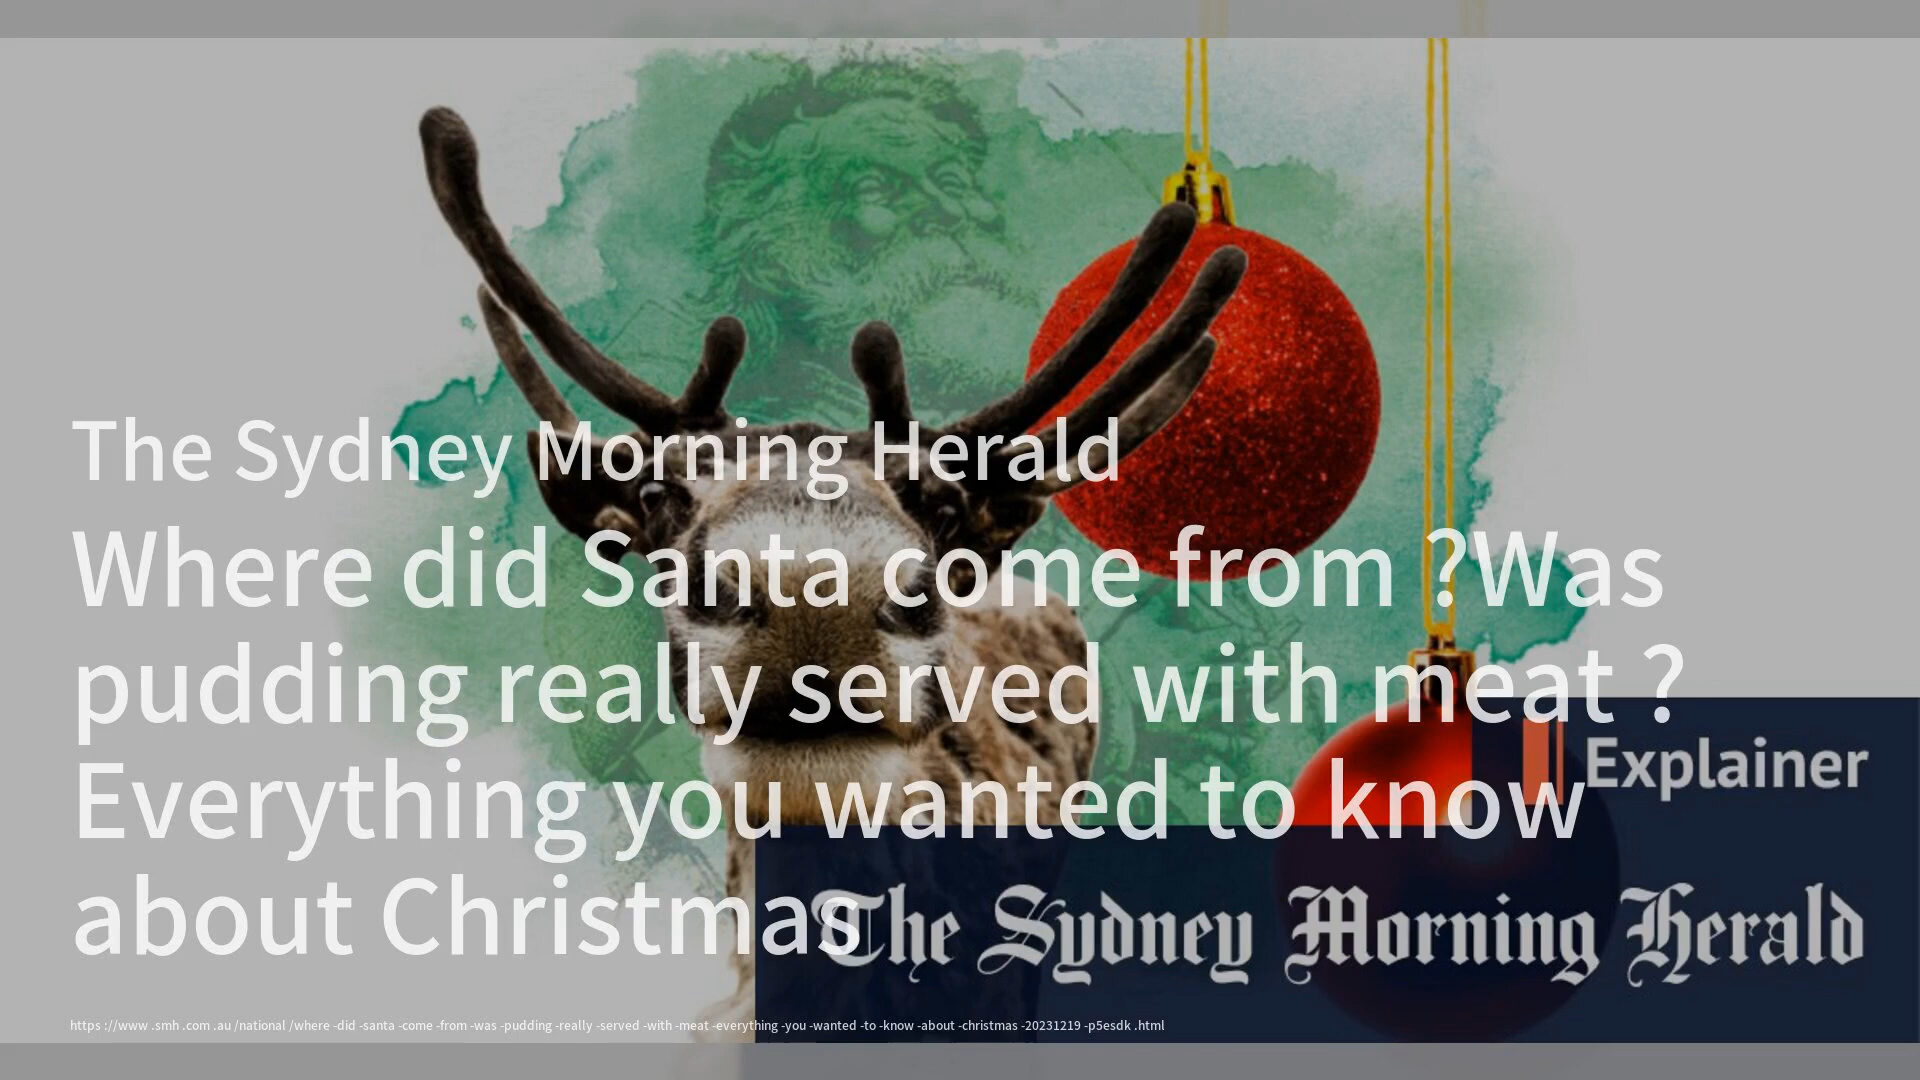 The Sydney Morning Herald
Where did Santa come from ?Was
pudding really served with meat ?
Everything you wanted to know
about Christmas
Explainer
The Sydney Morning Herald
https ://www .smh .com .au /national /where -did -santa -come -from -was -pudding -really -served -with -meat -everything -you -wanted -to -know -about -christmas -20231219 -p5esdk .html